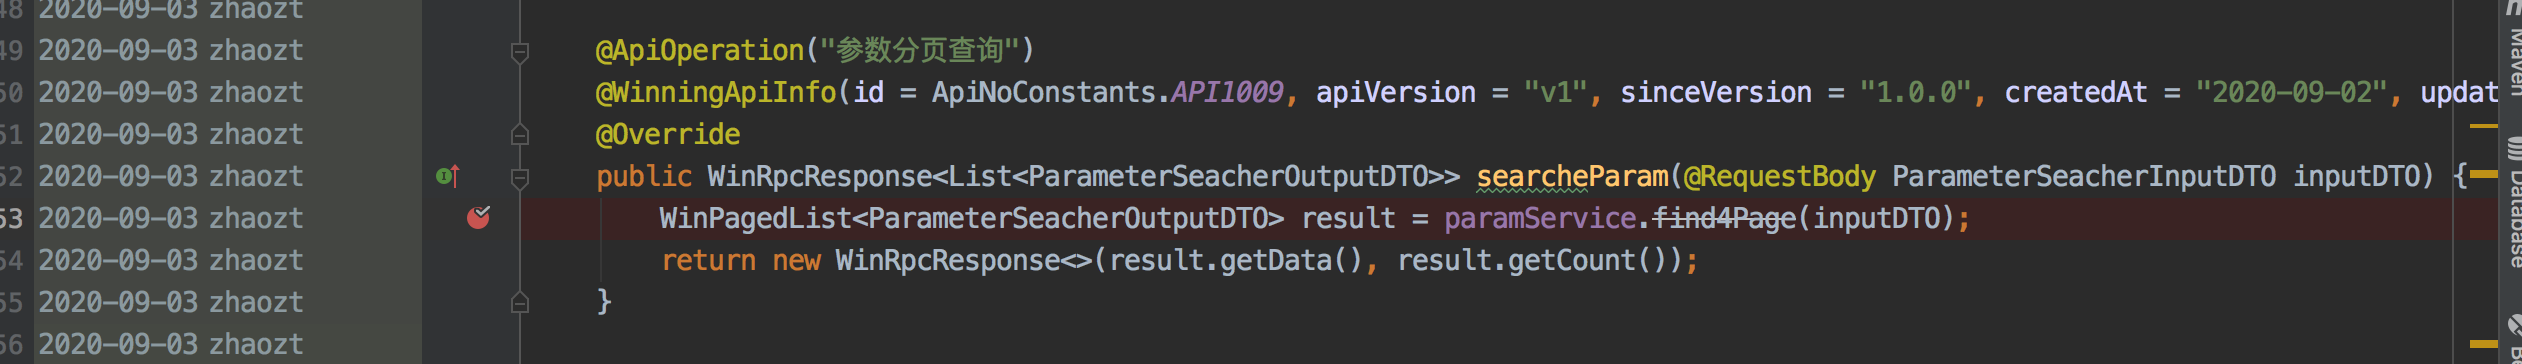 48 2020-09-03 zhaozt
49 2020-09-03 zhaozt @ApiOperation("参数分页查询")
50 2020-09-03 zhaozt @WinningApiInfo(id = ApiNoConstants.API1009, apiVersion = "v1", sinceVersion = "1.0.0", createdAt = "2020-09-02", updat
51 2020-09-03 zhaozt @Override
52 2020-09-03 zhaozt public WinRpcResponse<List<ParameterSeacherOutputDTO>> searcheParam(@RequestBody ParameterSeacherInputDTO inputDTO) {
53 2020-09-03 zhaozt WinPagedList<ParameterSeacherOutputDTO> result = paramService.find4Page(inputDTO);
54 2020-09-03 zhaozt return new WinRpcResponse<>(result.getData(), result.getCount());
55 2020-09-03 zhaozt }
56 2020-09-03 zhaozt
Maven
Database